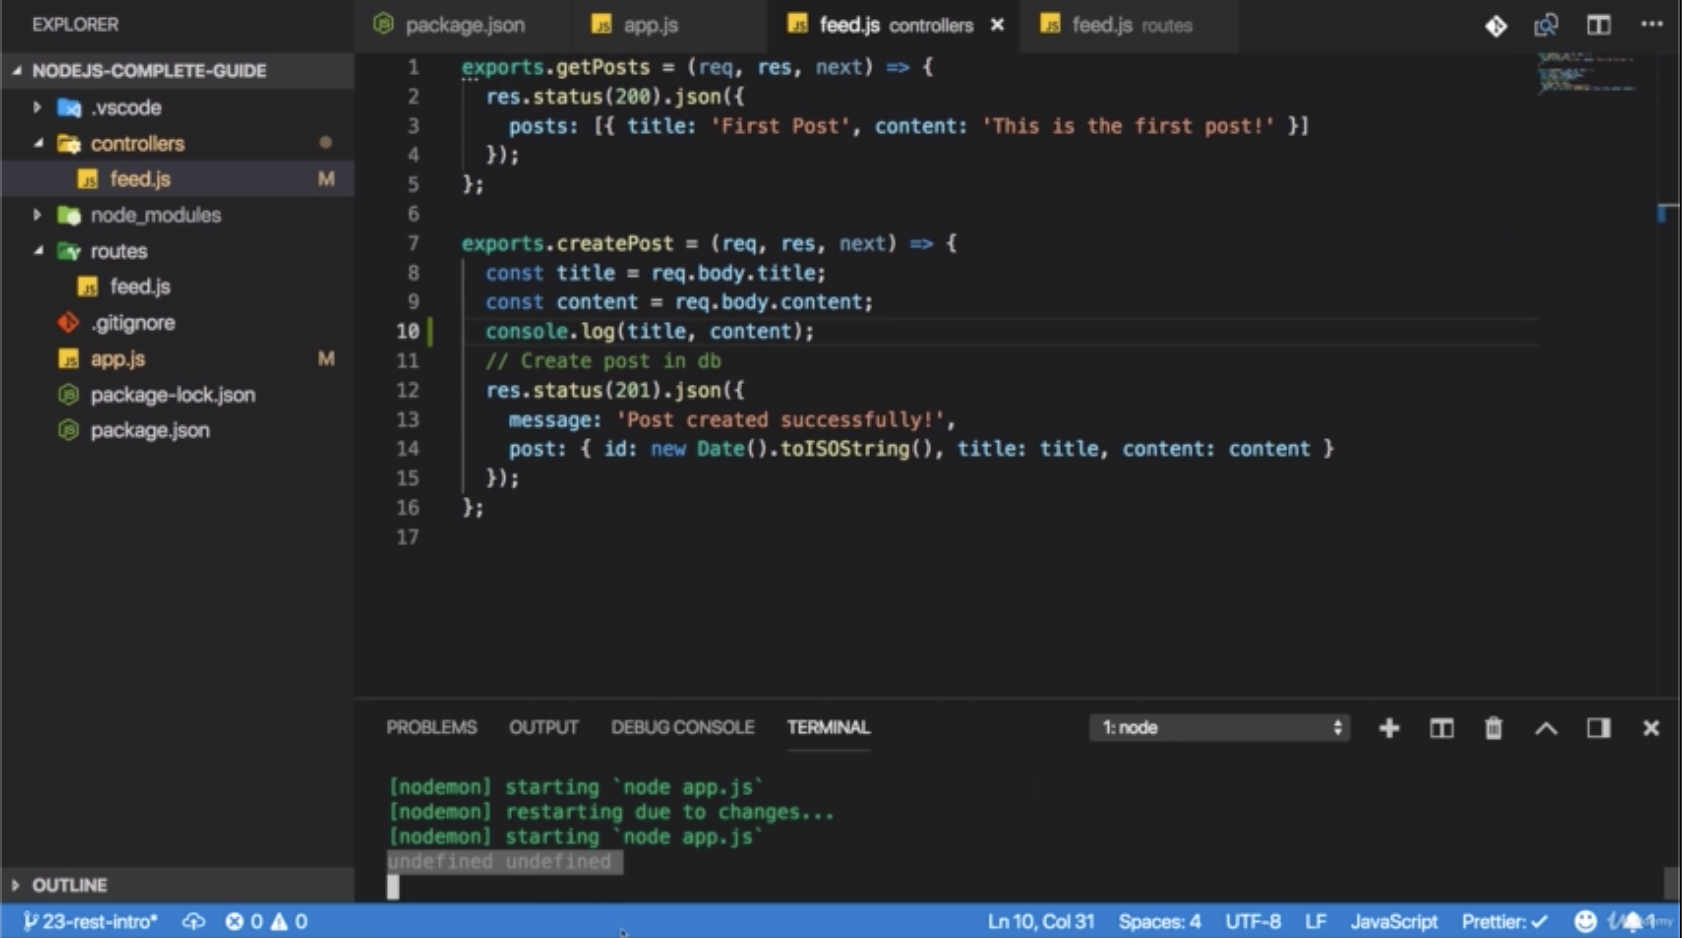 EXPLORER
NODEJS-COMPLETE-GUIDE
.vscode
controllers
feed.js M
node_modules
routes
feed.js
.gitignore
app.js M
package-lock.json
package.json
OUTLINE
package.json app.js feed.js controllers feed.js routes
1 exports.getPosts = (req, res, next) => {
2 res.status(200).json({
3 posts: [{ title: 'First Post', content: 'This is the first post!' }]
4 });
5 };
6
7 exports.createPost = (req, res, next) => {
8 const title = req.body.title;
9 const content = req.body.content;
10 console.log(title, content);
11 // Create post in db
12 res.status(201).json({
13 message: 'Post created successfully!',
14 post: { id: new Date().toISOString(), title: title, content: content }
15 });
16 };
17
PROBLEMS OUTPUT DEBUG CONSOLE TERMINAL 1: node
[nodemon] starting `node app.js`
[nodemon] restarting due to changes...
[nodemon] starting `node app.js`
undefined undefined
23-rest-intro* 0 0 Ln 10, Col 31 Spaces: 4 UTF-8 LF JavaScript Prettier: ✓ 1